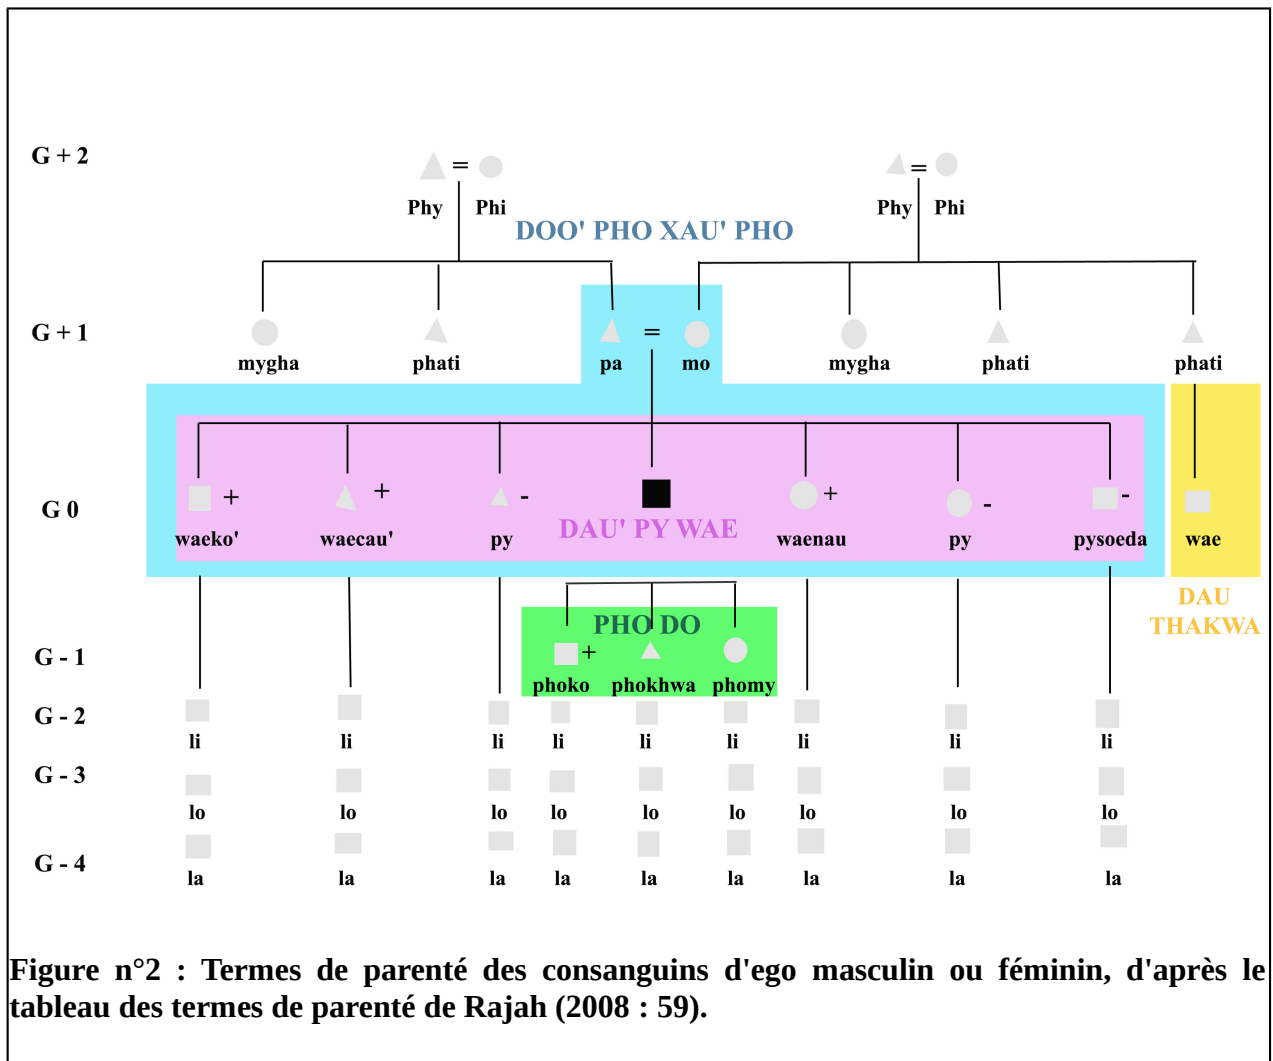 G + 2
= =
Phy Phi Phy Phi
DOO' PHO XAU' PHO
G + 1
=
mygha phati pa mo mygha phati phati
G 0
+ + - + - -
DAU' PY WAE
waeko' waecau' py waenau py pysoeda wae
DAU
THAKWA
PHO DO
G - 1
+
phoko phokhwa phomy
G - 2
li li li li li li li li li
G - 3
lo lo lo lo lo lo lo lo lo
G - 4
la la la la la la la la la
Figure n°2 : Termes de parenté des consanguins d'ego masculin ou féminin, d'après le
tableau des termes de parenté de Rajah (2008 : 59).